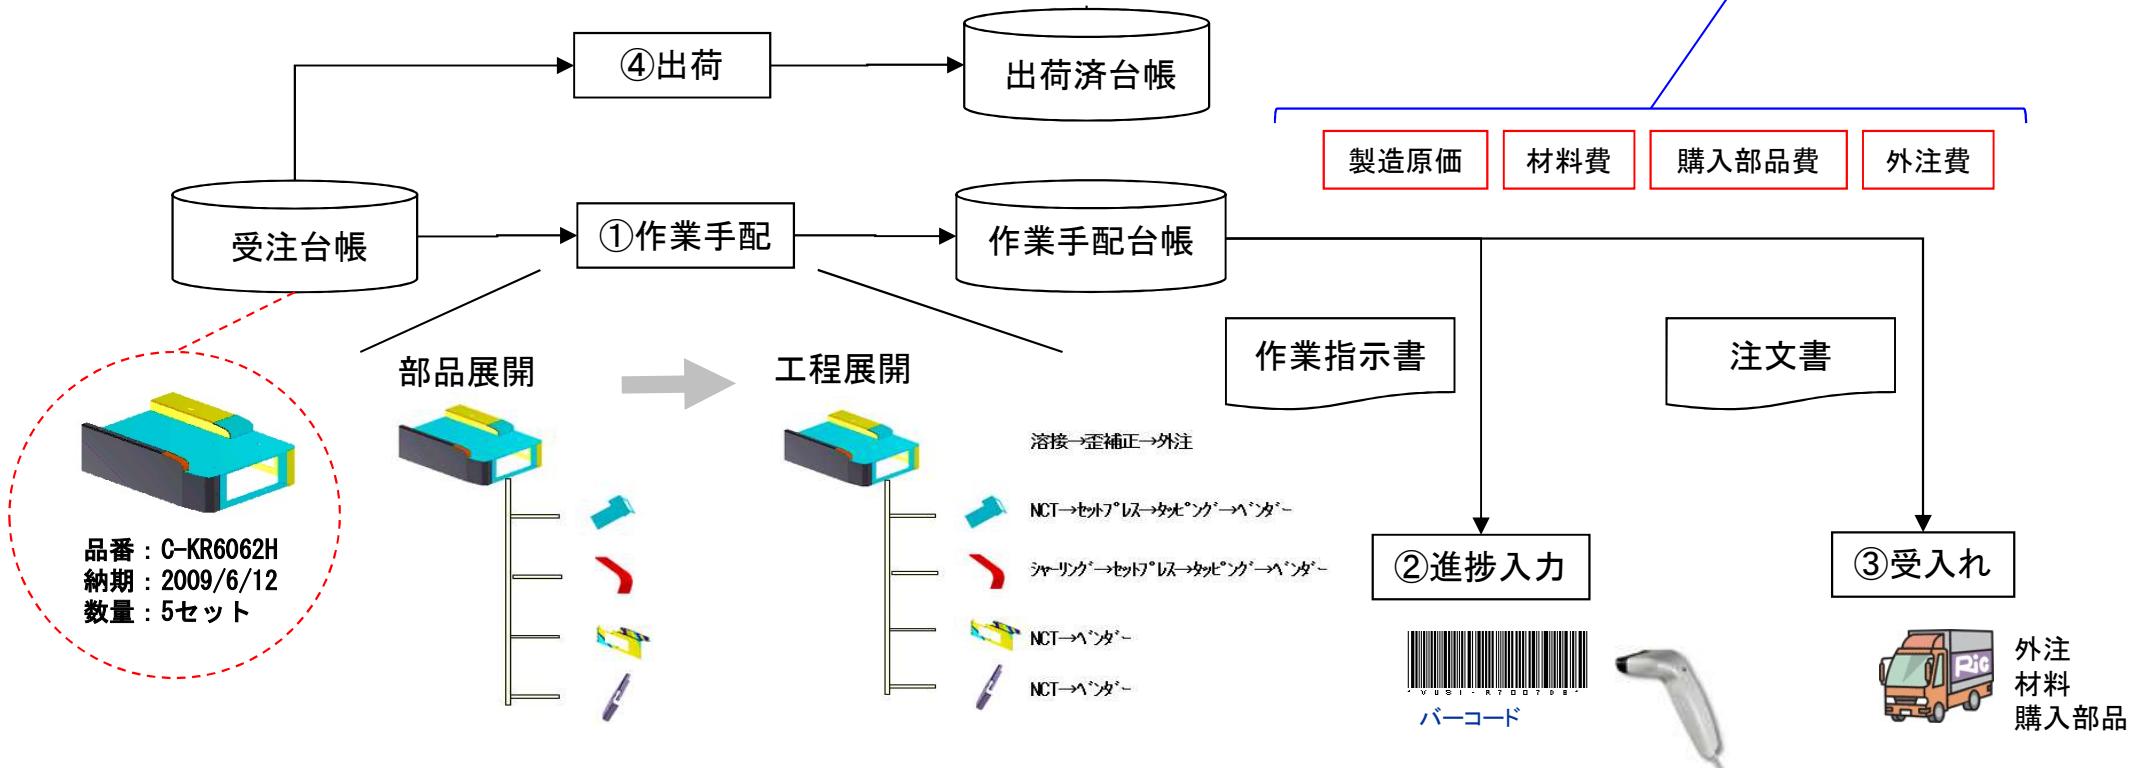 ④出荷
出荷済台帳
製造原価
材料費
購入部品費
外注費
受注台帳
①作業手配
作業手配台帳
作業指示書
注文書
部品展開
工程展開
溶接→歪補正→外注
NCT→ｾｯﾄﾌﾟﾚｽ→ﾀｯﾋﾟﾝｸﾞ→ﾍﾞﾝﾀﾞｰ
ｼｬｰﾘﾝｸﾞ→ｾｯﾄﾌﾟﾚｽ→ﾀｯﾋﾟﾝｸﾞ→ﾍﾞﾝﾀﾞｰ
NCT→ﾍﾞﾝﾀﾞｰ
NCT→ﾍﾞﾝﾀﾞｰ
品番：C-KR6062H
納期：2009/6/12
数量：5セット
②進捗入力
③受入れ
バーコード
Ric
外注
材料
購入部品